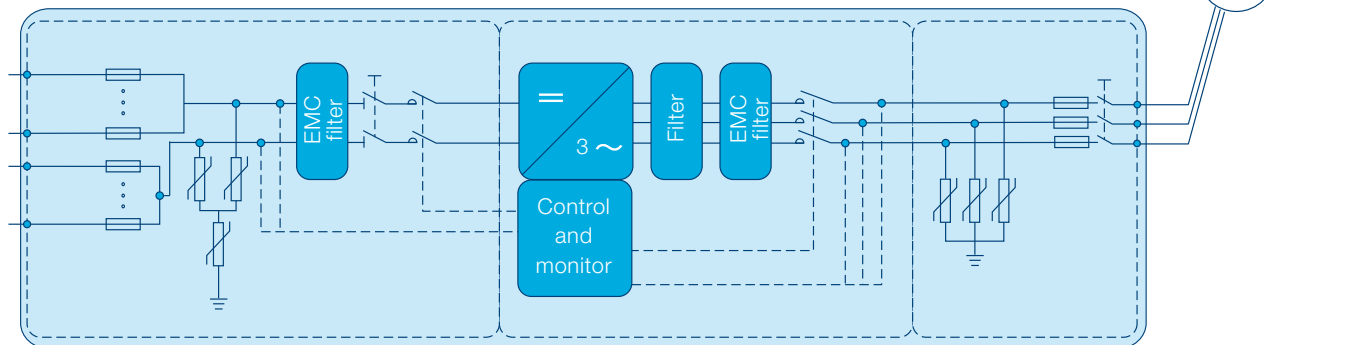 EMC
filter
3
Filter
EMC
filter
Control
and
monitor